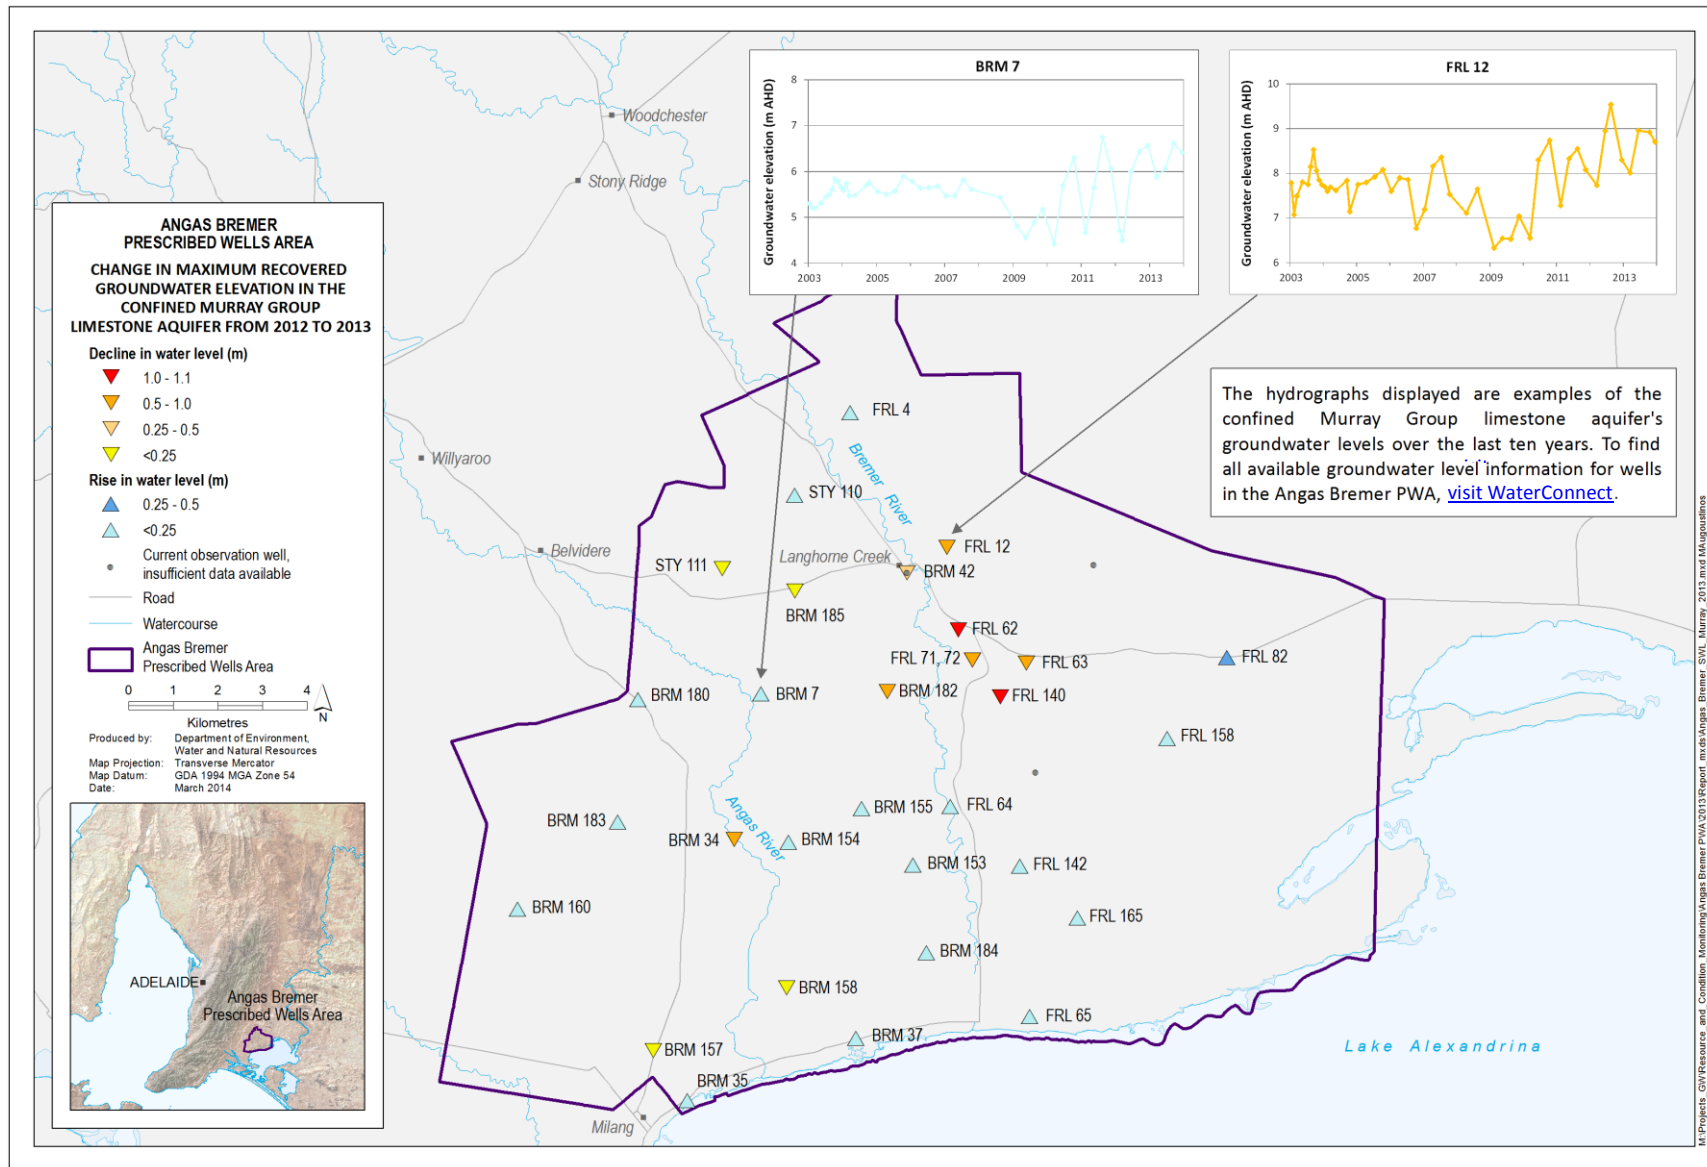 BRM 7
Groundwater elevation (m AHD)
8
7
6
5
4
2003
2005
2007
2009
2011
2013
FRL 12
Groundwater elevation (m AHD)
10
9
8
7
6
2003
2005
2007
2009
2011
2013
Woodchester
Stony Ridge
ANGAS BREMER
PRESCRIBED WELLS AREA
CHANGE IN MAXIMUM RECOVERED
GROUNDWATER ELEVATION IN THE
CONFINED MURRAY GROUP
LIMESTONE AQUIFER FROM 2012 TO 2013
Decline in water level (m)
1.0 - 1.1
0.5 - 1.0
0.25 - 0.5
<0.25
Rise in water level (m)
0.25 - 0.5
<0.25
Current observation well,
insufficient data available
Road
Watercourse
Angas Bremer
Prescribed Wells Area
0 1 2 3 4
N
Kilometres
Produced by: Department of Environment,
Water and Natural Resources
Map Projection: Transverse Mercator
Map Datum: GDA 1994 MGA Zone 54
Date: March 2014
ADELAIDE
Angas Bremer
Prescribed Wells Area
The hydrographs displayed are examples of the
confined Murray Group limestone aquifer's
groundwater levels over the last ten years. To find
all available groundwater level information for wells
in the Angas Bremer PWA, visit WaterConnect.
FRL 4
Willyaroo
Bremer River
STY 110
Belvidere
FRL 12
Langhorne Creek
STY 111
BRM 42
BRM 185
FRL 62
FRL 71, 72
FRL 63
FRL 82
BRM 180
BRM 7
BRM 182
FRL 140
FRL 158
Angas River
BRM 155
FRL 64
BRM 183
BRM 34
BRM 154
BRM 153
FRL 142
BRM 160
FRL 165
BRM 184
BRM 158
FRL 65
BRM 37
BRM 157
Lake Alexandrina
BRM 35
Milang
M:\Projects_GW\Resource_and_Condition_Monitoring\Angas Bremer PWA\2013\Report_mxds\Angas_Bremer_SWL_Murray_2013.mxd MAugoustinos